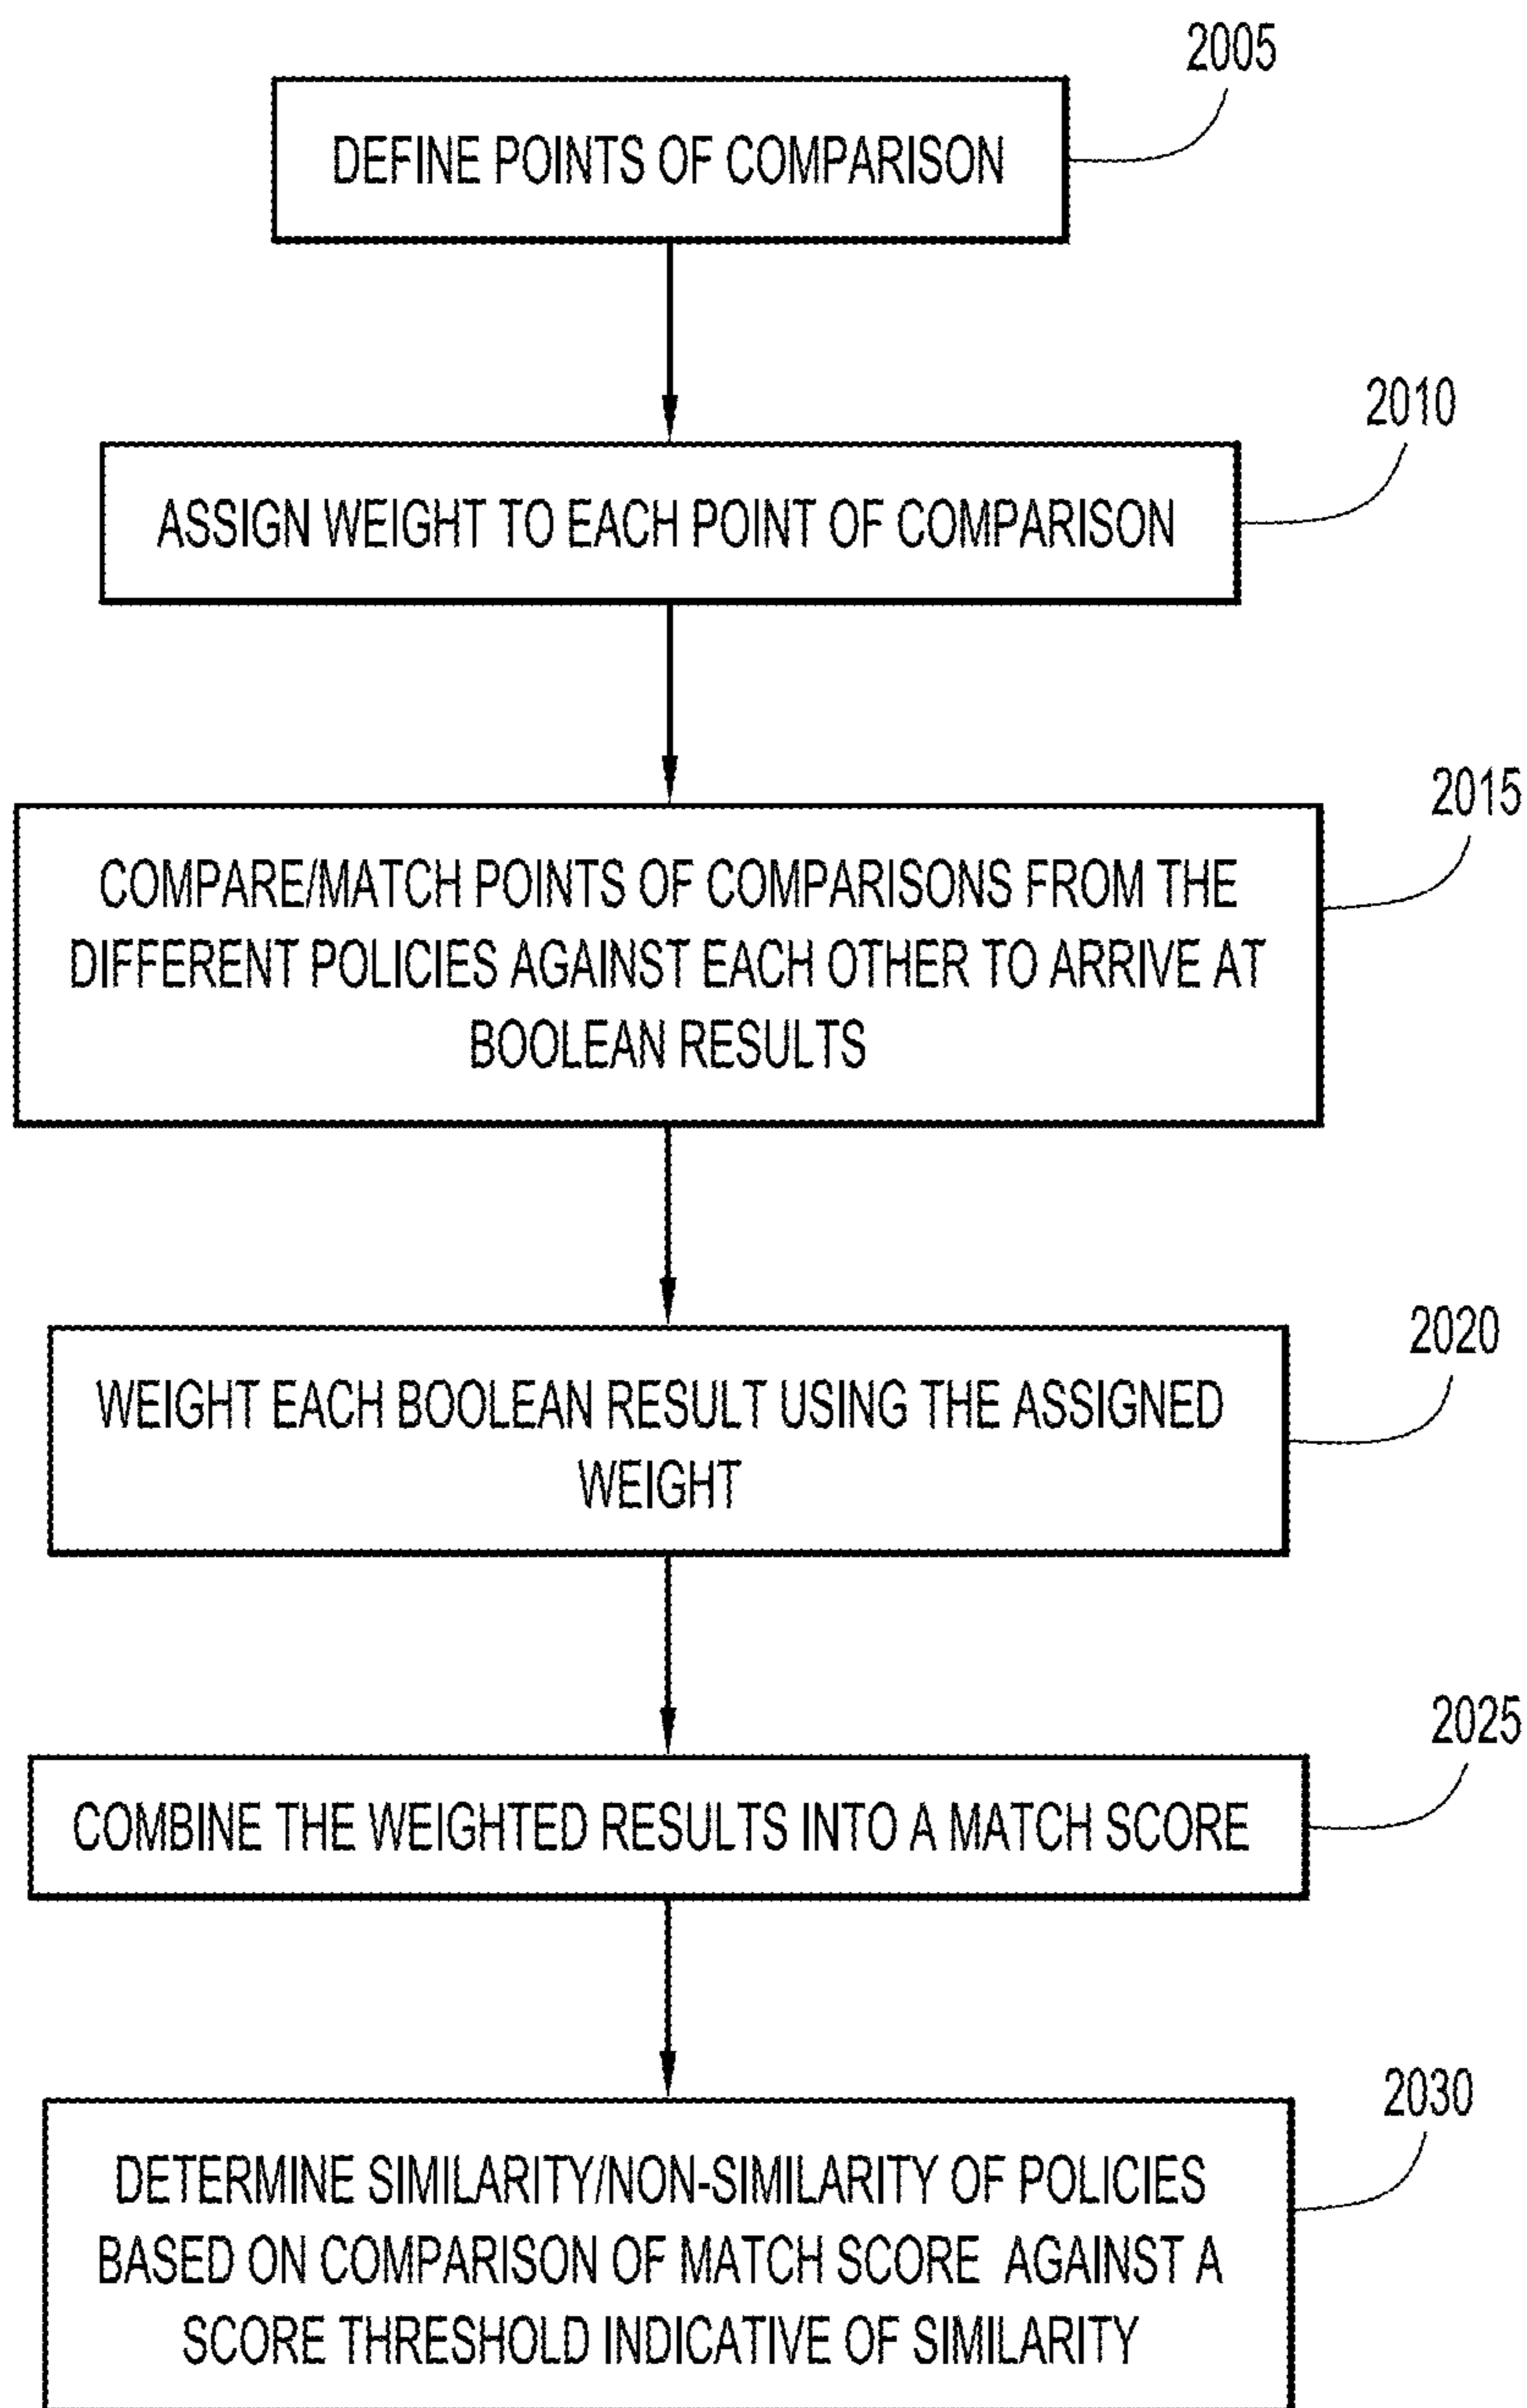 2005
DEFINE POINTS OF COMPARISON
2010
ASSIGN WEIGHT TO EACH POINT OF COMPARISON
2015
COMPARE/MATCH POINTS OF COMPARISONS FROM THE
DIFFERENT POLICIES AGAINST EACH OTHER TO ARRIVE AT
BOOLEAN RESULTS
2020
WEIGHT EACH BOOLEAN RESULT USING THE ASSIGNED
WEIGHT
2025
COMBINE THE WEIGHTED RESULTS INTO A MATCH SCORE
2030
DETERMINE SIMILARITY/NON-SIMILARITY OF POLICIES
BASED ON COMPARISON OF MATCH SCORE AGAINST A
SCORE THRESHOLD INDICATIVE OF SIMILARITY